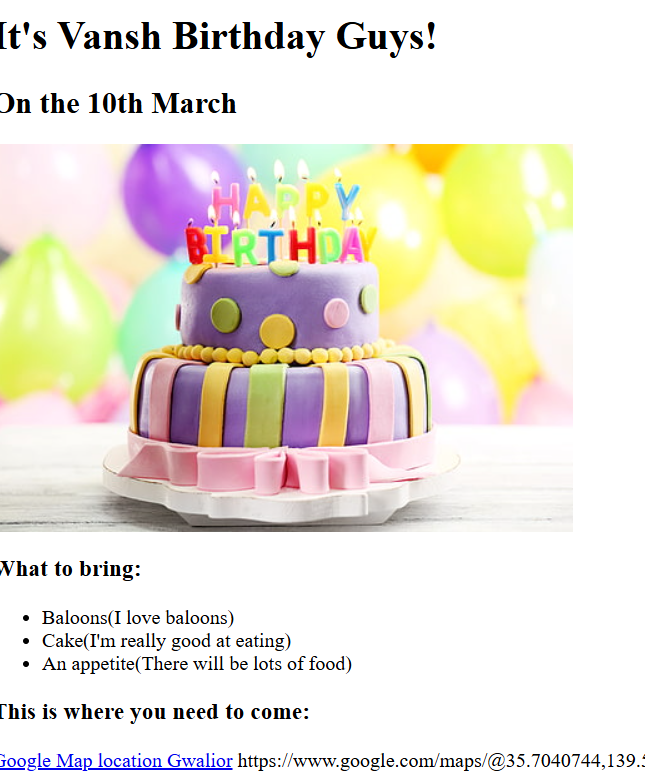 It's Vansh Birthday Guys!
On the 10th March
HAPPY
BIRTHDAY
What to bring:
Baloons(I love baloons)
Cake(I'm really good at eating)
An appetite(There will be lots of food)
This is where you need to come:
Google Map location Gwalior https://www.google.com/maps/@35.7040744,139.5